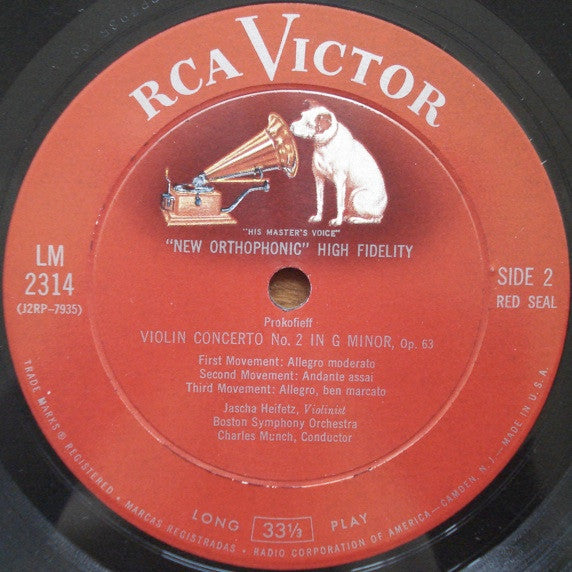 RCA VICTOR
"HIS MASTER'S VOICE"
"NEW ORTHOPHONIC" HIGH FIDELITY
LM
2314
(J2RP-7935)
SIDE 2
RED SEAL
Prokofieff
VIOLIN CONCERTO No. 2 IN G MINOR, Op. 63
First Movement: Allegro moderato
Second Movement: Andante assai
Third Movement: Allegro, ben marcato
Jascha Heifetz, Violinist
Boston Symphony Orchestra
Charles Munch, Conductor
LONG 33⅓ PLAY
TRADE-MARKS ® REGISTERED • MARCAS REGISTRADAS • RADIO CORPORATION OF AMERICA—CAMDEN, N.J.—MADE IN U.S.A.